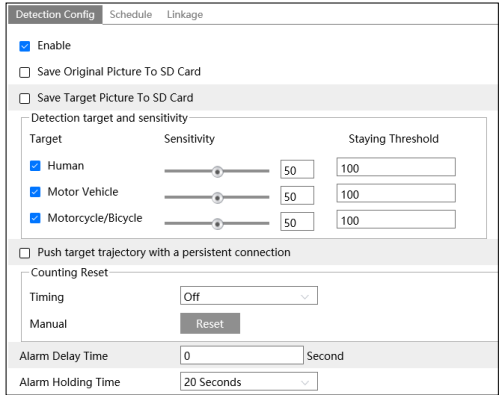 Detection Config Schedule Linkage
Enable
Save Original Picture To SD Card
Save Target Picture To SD Card
Detection target and sensitivity
Target Sensitivity Staying Threshold
Human 50 100
Motor Vehicle 50 100
Motorcycle/Bicycle 50 100
Push target trajectory with a persistent connection
Counting Reset
Timing Off
Manual Reset
Alarm Delay Time 0 Second
Alarm Holding Time 20 Seconds